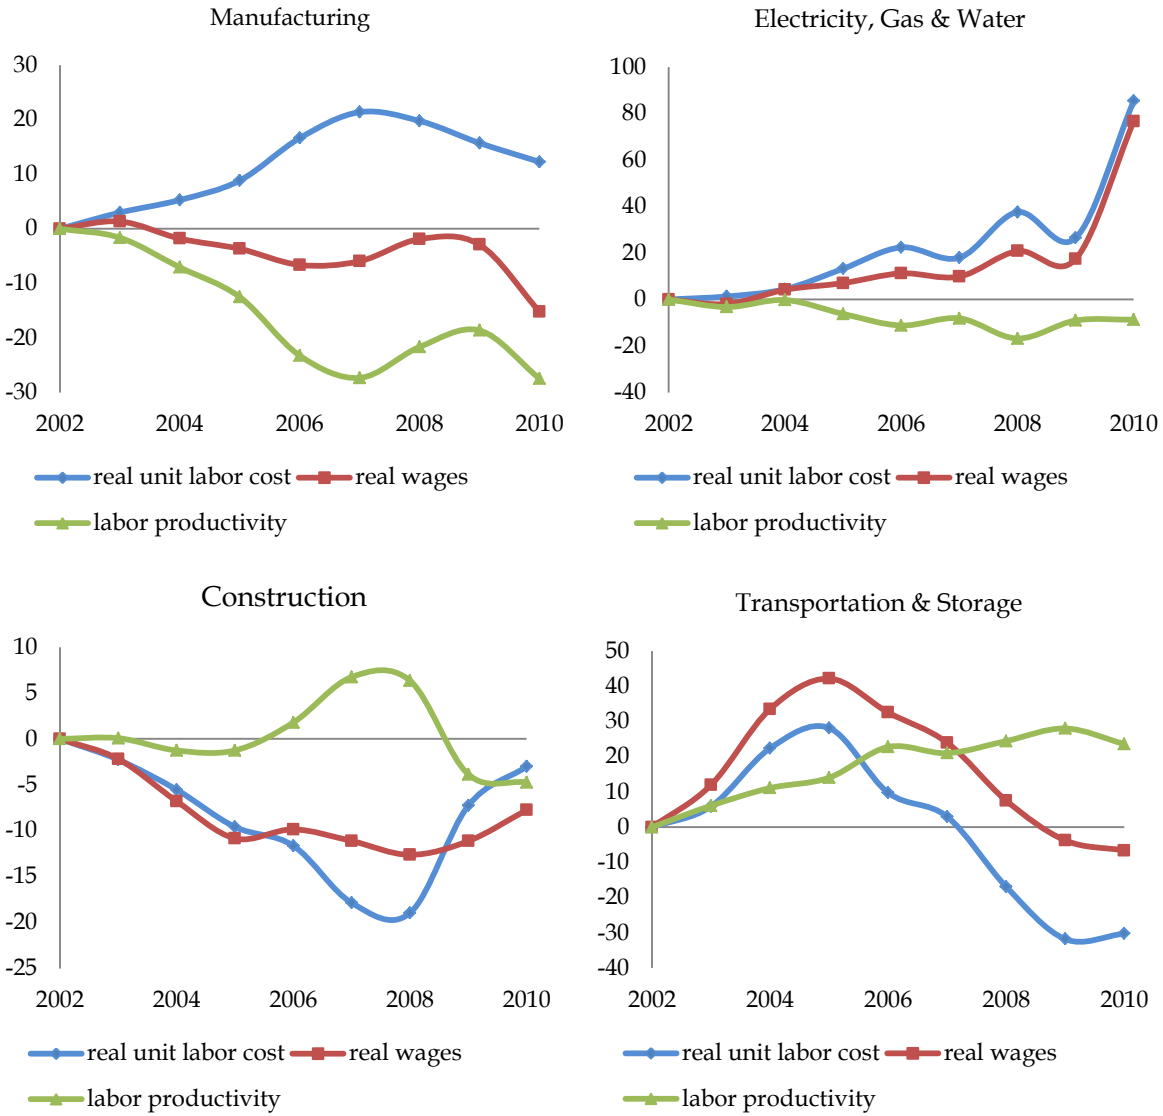 Manufacturing
30
20
10
0
-10
-20
-30
2002 2004 2006 2008 2010
real unit labor cost real wages
labor productivity
Electricity, Gas & Water
100
80
60
40
20
0
-20
-40
2002 2004 2006 2008 2010
real unit labor cost real wages
labor productivity
Construction
10
5
0
-5
-10
-15
-20
-25
2002 2004 2006 2008 2010
real unit labor cost real wages
labor productivity
Transportation & Storage
50
40
30
20
10
0
-10
-20
-30
-40
2002 2004 2006 2008 2010
real unit labor cost real wages
labor productivity